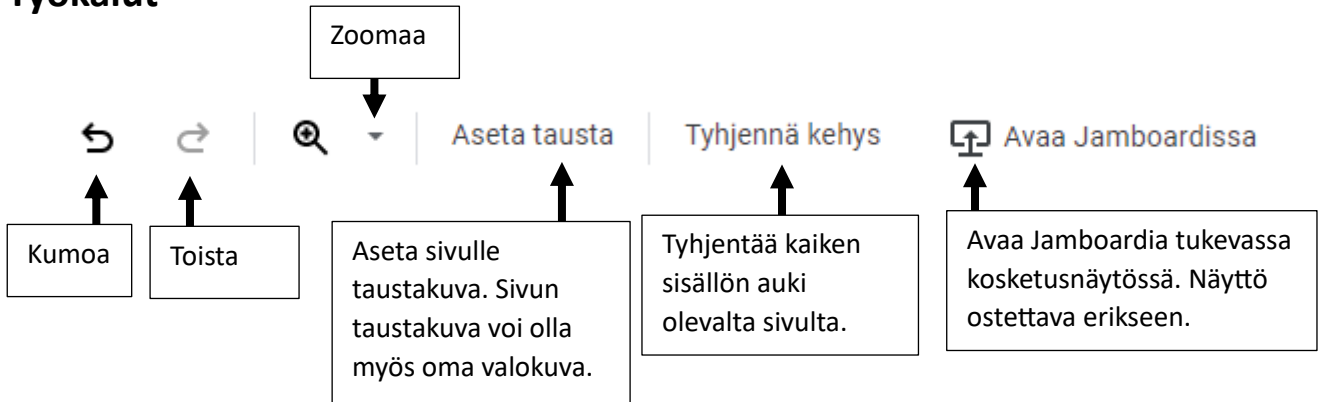 Työkalut
Zoomaa
Aseta tausta
Tyhjennä kehys
Avaa Jamboardissa
Kumoa
Toista
Aseta sivulle
taustakuva. Sivun
taustakuva voi olla
myös oma valokuva.
Tyhjentää kaiken
sisällön auki
olevalta sivulta.
Avaa Jamboardia tukevassa
kosketusnäytössä. Näyttö
ostettava erikseen.